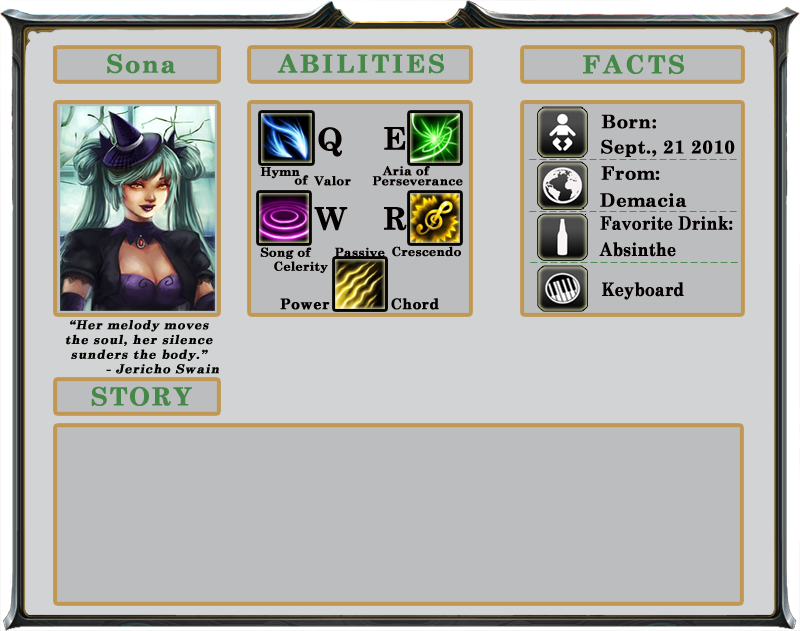 Sona
"Her melody moves
the soul, her silence
sunders the body."
- Jericho Swain
ABILITIES
Q
Hymn
of Valor
E
Aria of
Perseverance
W
Song of
Celerity
R
Crescendo
Passive
Power Chord
FACTS
Born:
Sept., 21 2010
From:
Demacia
Favorite Drink:
Absinthe
Keyboard
STORY